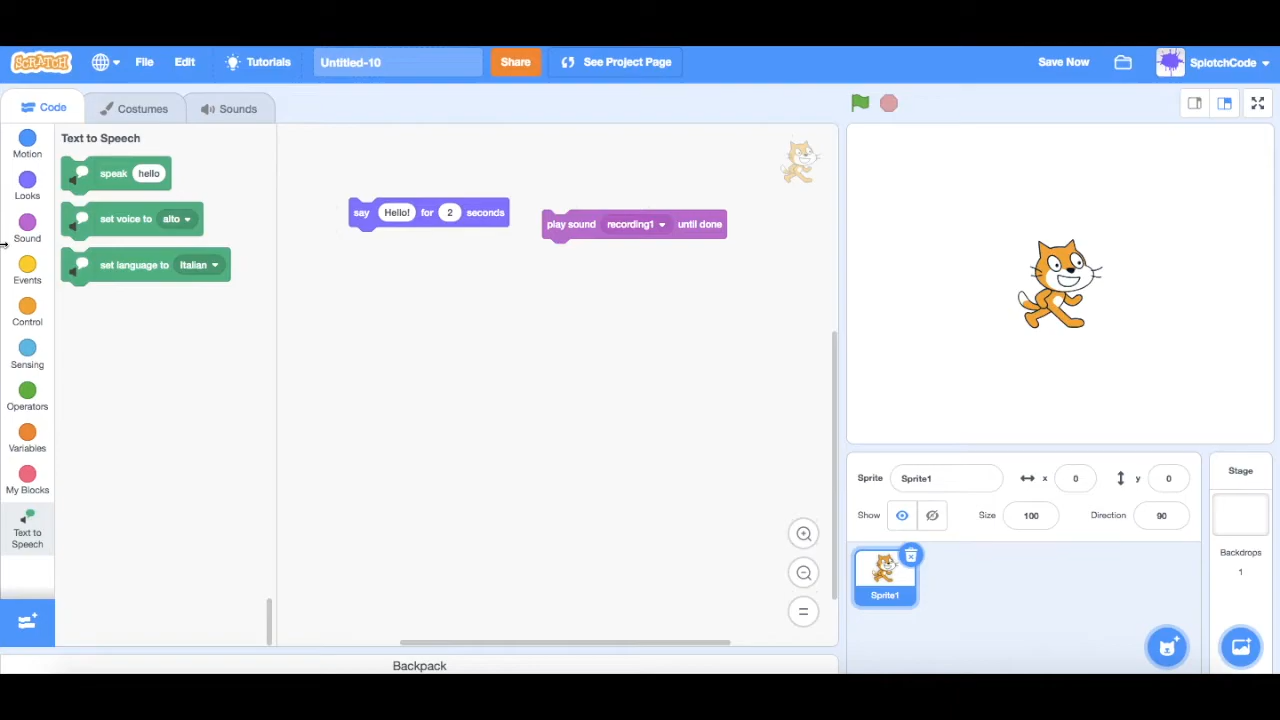 SCRATCH File Edit Tutorials Untitled-10 Share See Project Page Save Now SplotchCode
Code Costumes Sounds
Motion
Looks
Sound
Events
Control
Sensing
Operators
Variables
My Blocks
Text to
Speech
Text to Speech
speak hello
set voice to alto
set language to Italian
say Hello! for 2 seconds
play sound recording1 until done
Backpack
Sprite Sprite1 x 0 y 0
Show Size 100 Direction 90
Sprite1
Stage
Backdrops
1